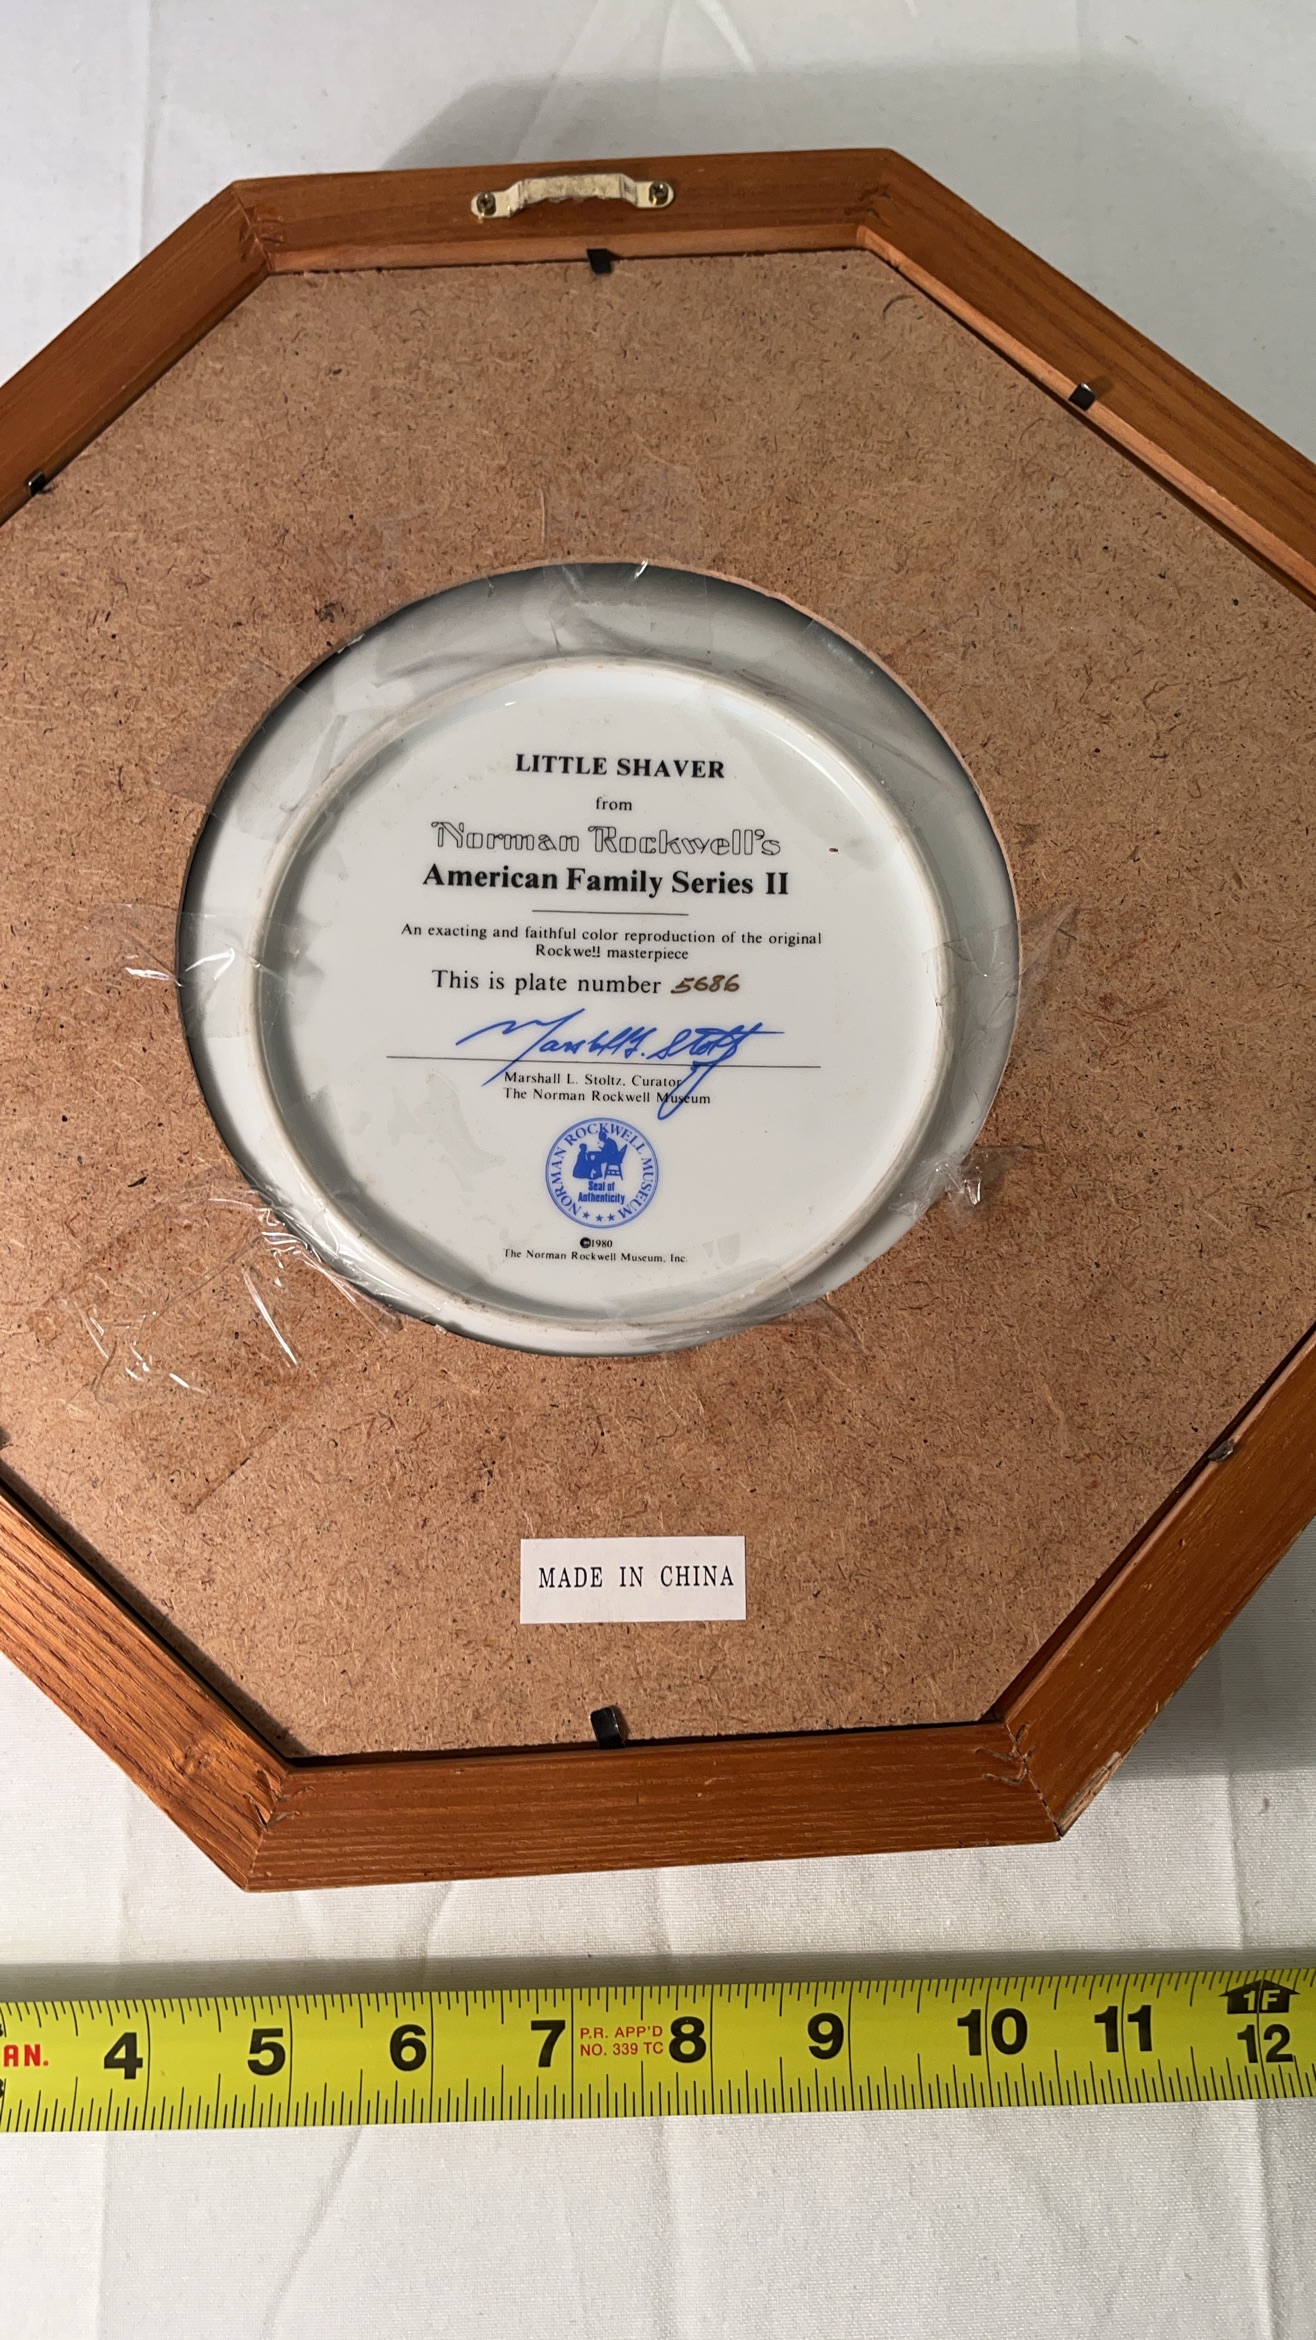 LITTLE SHAVER
from
Norman Rockwell's
American Family Series II
An exacting and faithful color reproduction of the original
Rockwell masterpiece
This is plate number 5686
Marshall L. Stoltz
Marshall L. Stoltz, Curator
The Norman Rockwell Museum
NORMAN ROCKWELL MUSEUM
Seal of
Authenticity
©1980
The Norman Rockwell Museum, Inc.
MADE IN CHINA
AN. 4 5 6 7 P.R. APP'D 8 9 10 11 1F
NO. 339 TC 12